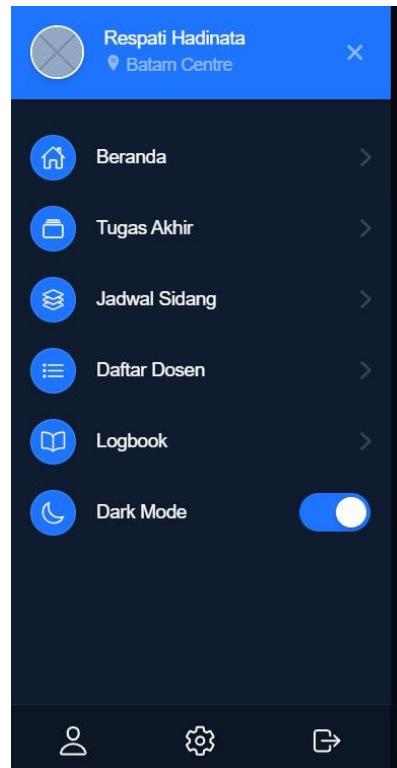 Respati Hadinata
Batam Centre
Beranda
Tugas Akhir
Jadwal Sidang
Daftar Dosen
Logbook
Dark Mode